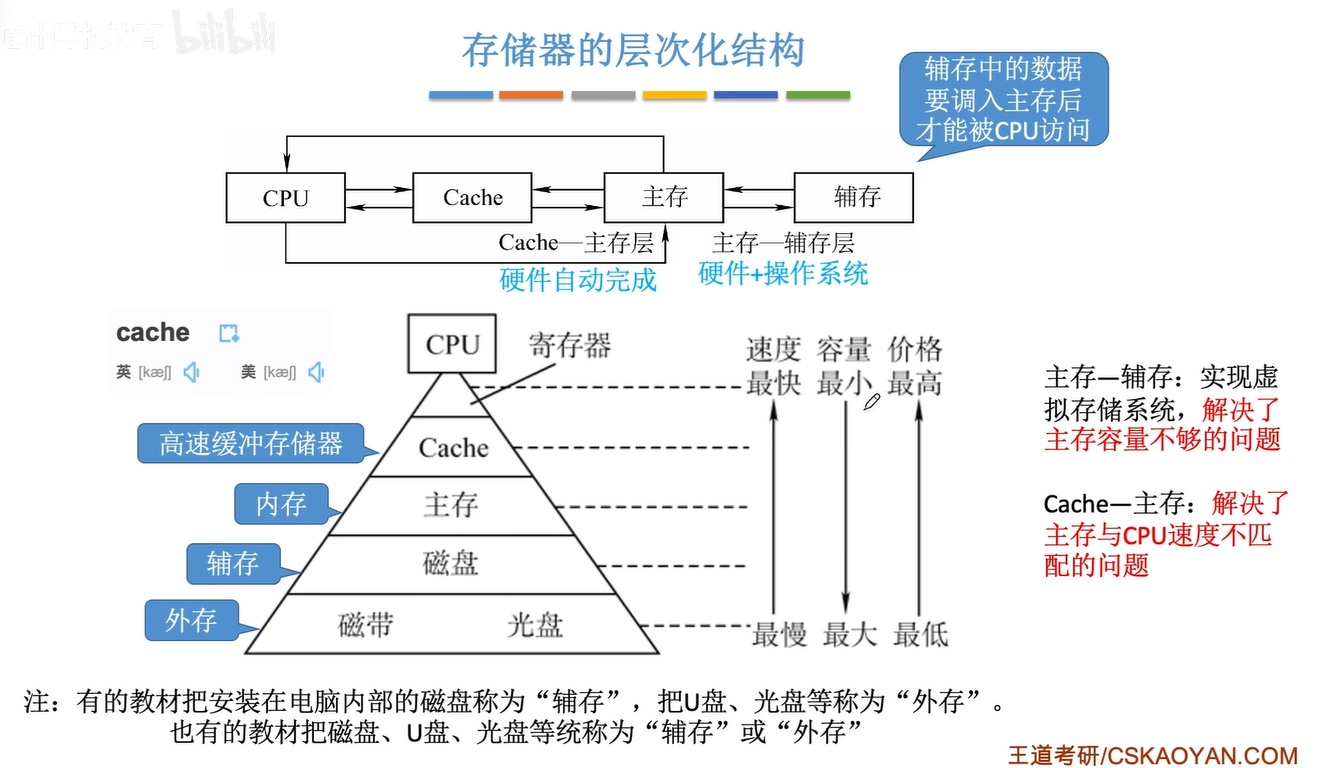 bilibili
存储器的层次化结构
辅存中的数据
要调入主存后
才能被CPU访问
CPU
Cache
主存
辅存
Cache—主存层
主存—辅存层
硬件自动完成
硬件+操作系统
cache
英 [kæʃ] 美 [kæʃ]
CPU
寄存器
速度 容量 价格
最快 最小 最高
高速缓冲存储器
Cache
内存
主存
辅存
磁盘
外存
磁带 光盘
最慢 最大 最低
主存—辅存：实现虚
拟存储系统，解决了
主存容量不够的问题
Cache—主存：解决了
主存与CPU速度不匹
配的问题
注：有的教材把安装在电脑内部的磁盘称为“辅存”，把U盘、光盘等称为“外存”。
也有的教材把磁盘、U盘、光盘等统称为“辅存”或“外存”
王道考研/CSKAOYAN.COM